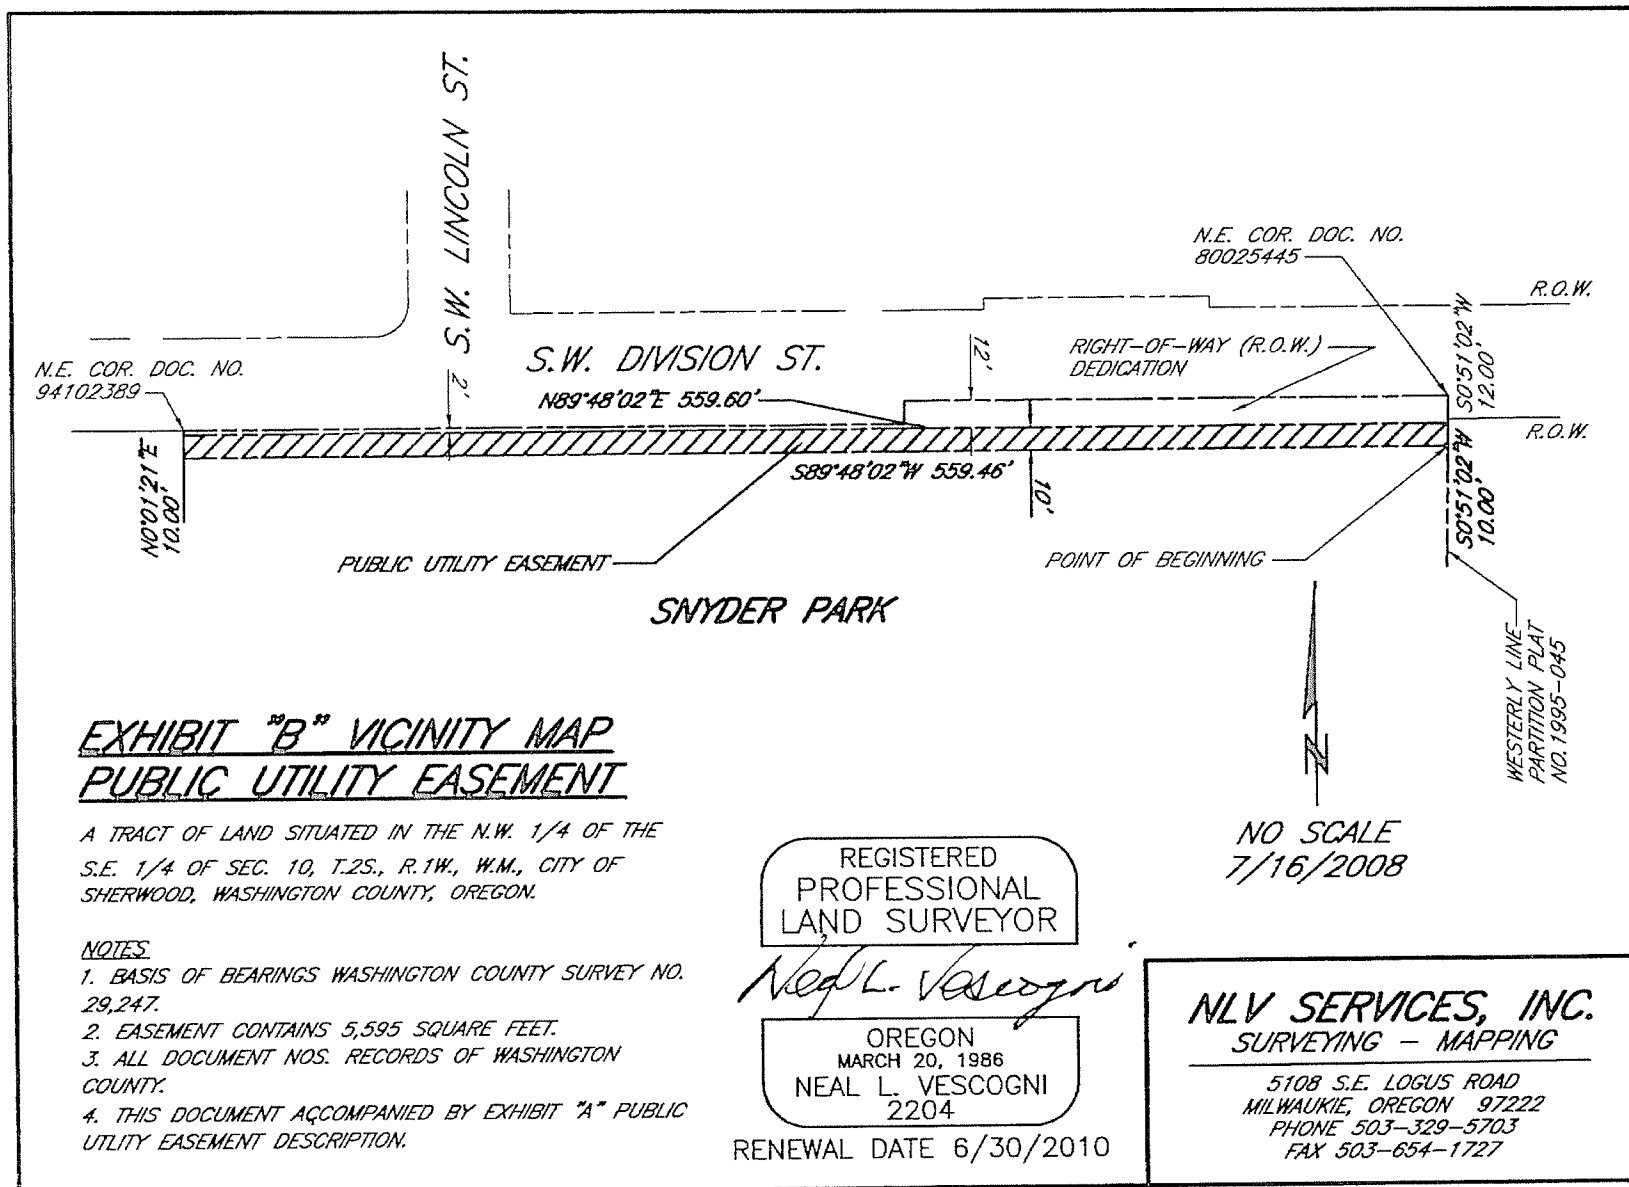 S.W. LINCOLN ST.
2'
N.E. COR. DOC. NO.
80025445
R.O.W.
S0°51'02"W
12.00'
S.W. DIVISION ST.
12'
RIGHT-OF-WAY (R.O.W.)
DEDICATION
N.E. COR. DOC. NO.
94102389
N89°48'02"E 559.60'
R.O.W.
S89°48'02"W 559.46'
10'
N0°01'21"E
10.00'
S0°51'02"W
10.00'
PUBLIC UTILITY EASEMENT
POINT OF BEGINNING
SNYDER PARK
WESTERLY LINE
PARTITION PLAT
NO.1995-045
N
NO SCALE
7/16/2008
EXHIBIT "B" VICINITY MAP
PUBLIC UTILITY EASEMENT
A TRACT OF LAND SITUATED IN THE N.W. 1/4 OF THE
S.E. 1/4 OF SEC. 10, T.2S., R.1W., W.M., CITY OF
SHERWOOD, WASHINGTON COUNTY, OREGON.
NOTES
1. BASIS OF BEARINGS WASHINGTON COUNTY SURVEY NO.
29,247.
2. EASEMENT CONTAINS 5,595 SQUARE FEET.
3. ALL DOCUMENT NOS. RECORDS OF WASHINGTON
COUNTY.
4. THIS DOCUMENT ACCOMPANIED BY EXHIBIT "A" PUBLIC
UTILITY EASEMENT DESCRIPTION.
REGISTERED
PROFESSIONAL
LAND SURVEYOR
Neal L. Vescogni
OREGON
MARCH 20, 1986
NEAL L. VESCOGNI
2204
RENEWAL DATE 6/30/2010
NLV SERVICES, INC.
SURVEYING - MAPPING
5108 S.E. LOGUS ROAD
MILWAUKIE, OREGON 97222
PHONE 503-329-5703
FAX 503-654-1727